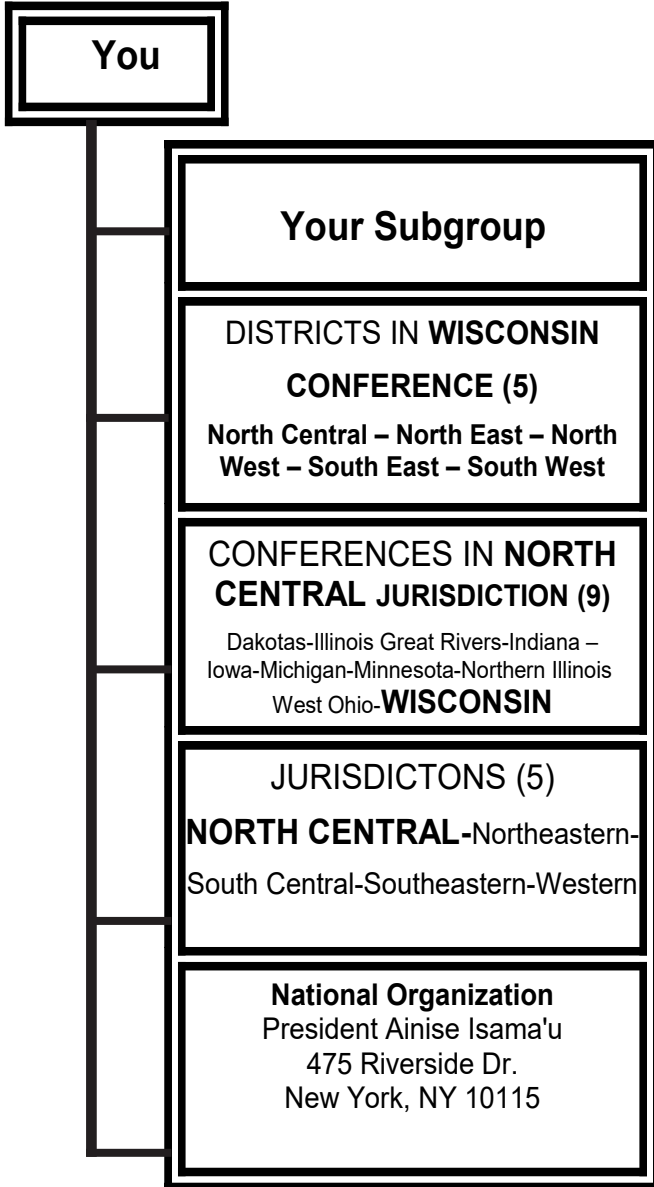 You
Your Subgroup
DISTRICTS IN WISCONSIN
CONFERENCE (5)
North Central – North East – North
West – South East – South West
CONFERENCES IN NORTH
CENTRAL JURISDICTION (9)
Dakotas-Illinois Great Rivers-Indiana –
Iowa-Michigan-Minnesota-Northern Illinois
West Ohio-WISCONSIN
JURISDICTONS (5)
NORTH CENTRAL-Northeastern-
South Central-Southeastern-Western
National Organization
President Ainise Isama'u
475 Riverside Dr.
New York, NY 10115